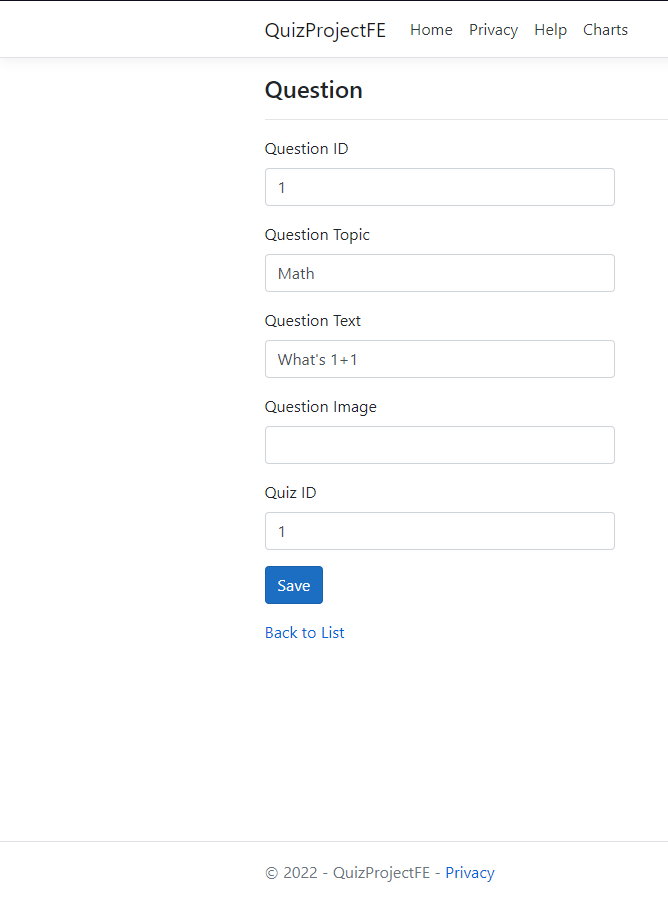 QuizProjectFE Home Privacy Help Charts
Question
Question ID
1
Question Topic
Math
Question Text
What's 1+1
Question Image
Quiz ID
1
Save
Back to List
© 2022 - QuizProjectFE - Privacy